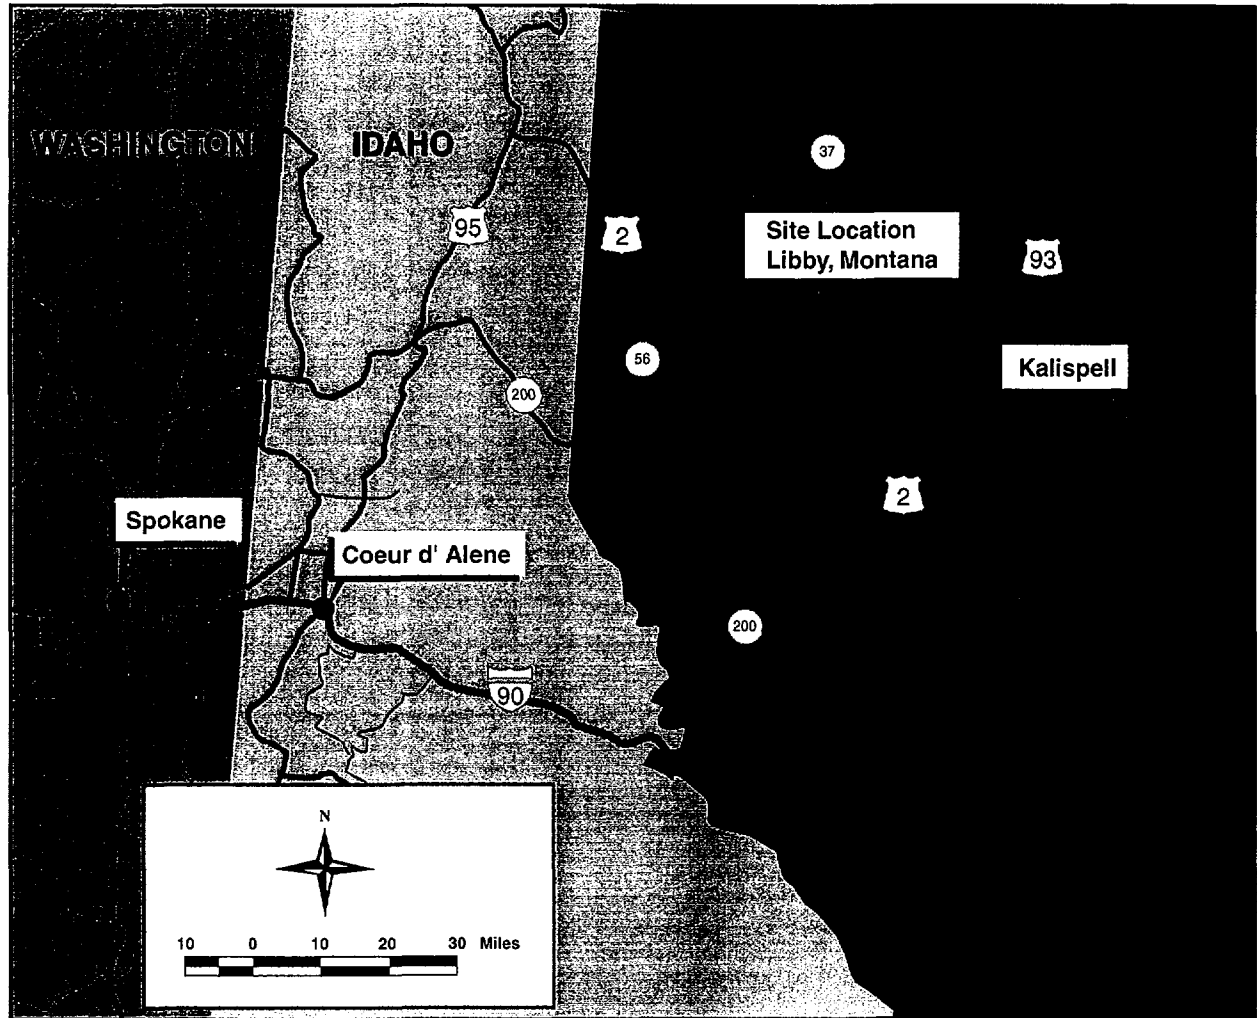 WASHINGTON
IDAHO
37
95
2
Site Location
Libby, Montana
93
56
Kalispell
200
2
Spokane
Coeur d' Alene
200
90
N
10 0 10 20 30 Miles